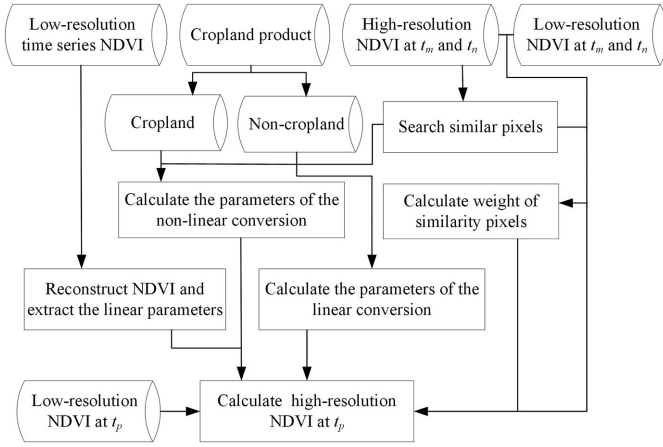 Low-resolution
time series NDVI
Cropland product
High-resolution
NDVI at tm and tn
Low-resolution
NDVI at tm and tn
Cropland
Non-cropland
Search similar pixels
Calculate the parameters of
the non-linear conversion
Calculate weight of
similarity pixels
Reconstruct NDVI and
extract the linear parameters
Calculate the parameters of the
linear conversion
Low-resolution
NDVI at tp
Calculate high-resolution
NDVI at tp